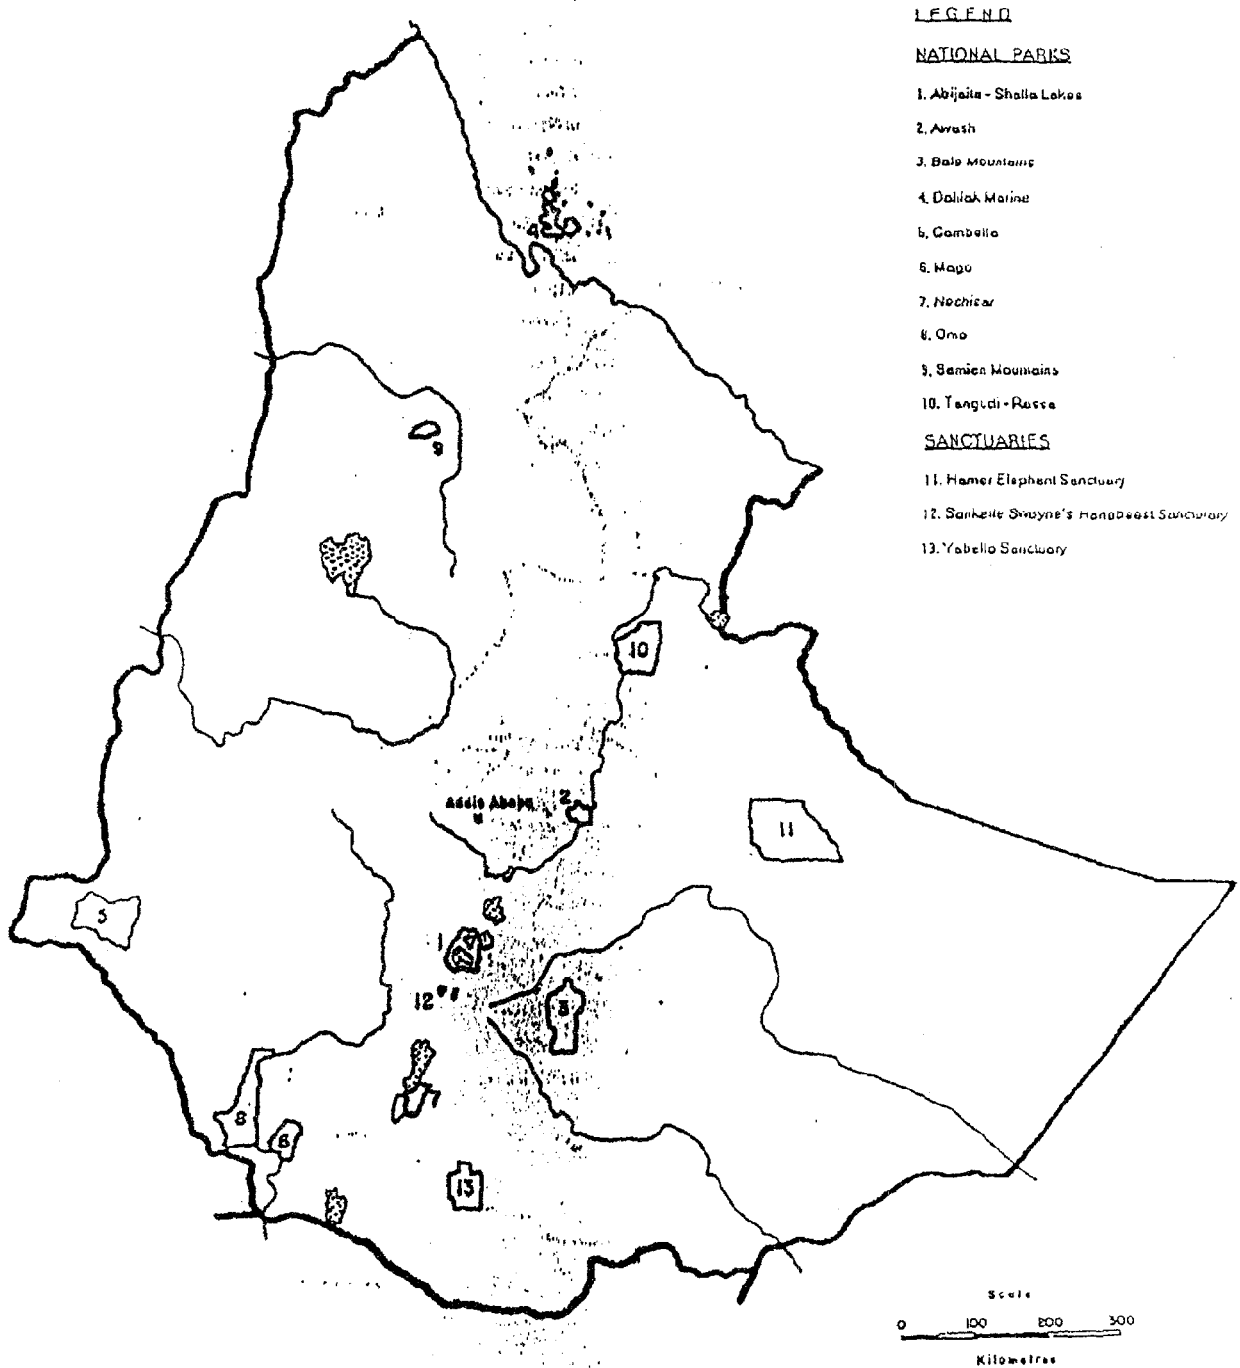 LEGEND
NATIONAL PARKS
1. Abijaita - Shalla Lakes
2. Awash
3. Bale Mountains
4. Dahlak Marine
5. Gambella
6. Mago
7. Nechisar
8. Omo
9. Semien Mountains
10. Yangudi - Rassa
SANCTUARIES
11. Harrer Elephant Sanctuary
12. Senkelle Swayne's Hartebeest Sanctuary
13. Yabello Sanctuary
4
9
10
Addis Ababa
2
11
5
1
12
3
7
8
6
13
Scale
0 100 200 300
Kilometres